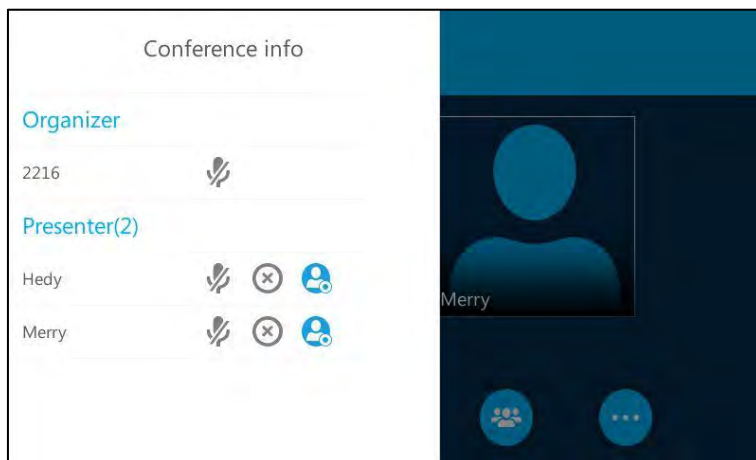 Conference info
Organizer
2216
Presenter(2)
Hedy
Merry
Merry